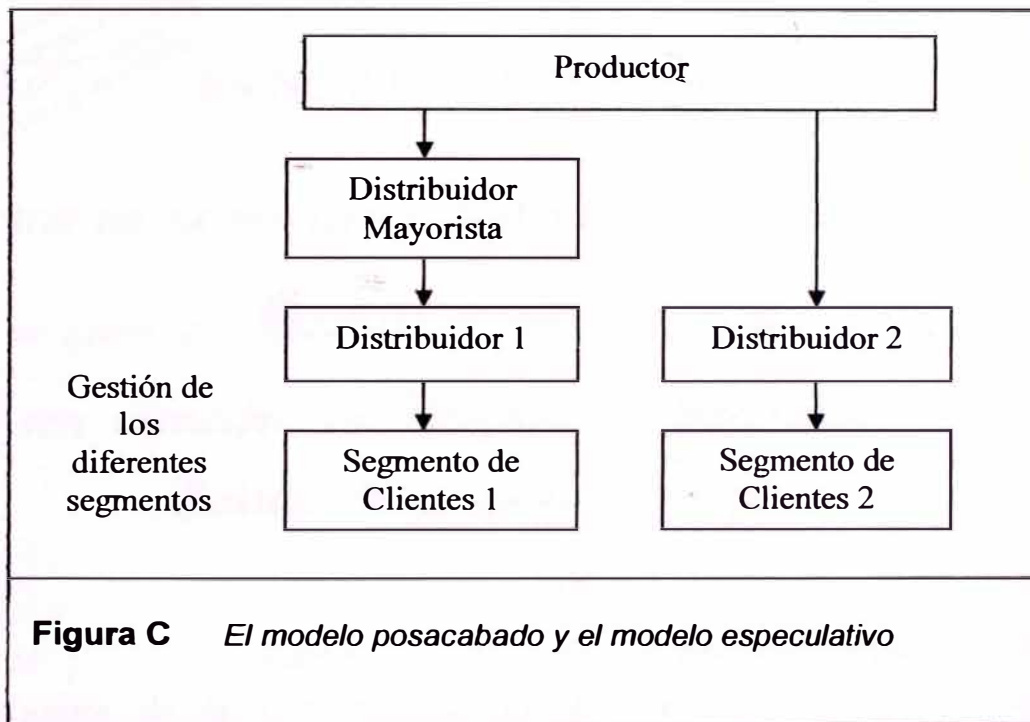 Productor
Distribuidor
Mayorista
Distribuidor 1
Distribuidor 2
Gestión de
los
diferentes
segmentos
Segmento de
Clientes 1
Segmento de
Clientes 2
Figura C El modelo posacabado y el modelo especulativo